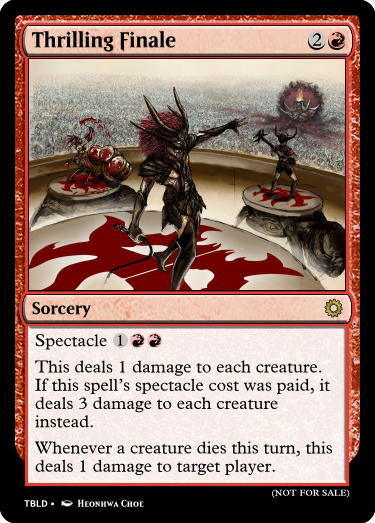 Thrilling Finale 2
Sorcery
Spectacle 1
This deals 1 damage to each creature.
If this spell's spectacle cost was paid, it
deals 3 damage to each creature
instead.
Whenever a creature dies this turn, this
deals 1 damage to target player.
(NOT FOR SALE)
TBLD • Heonhwa Choe